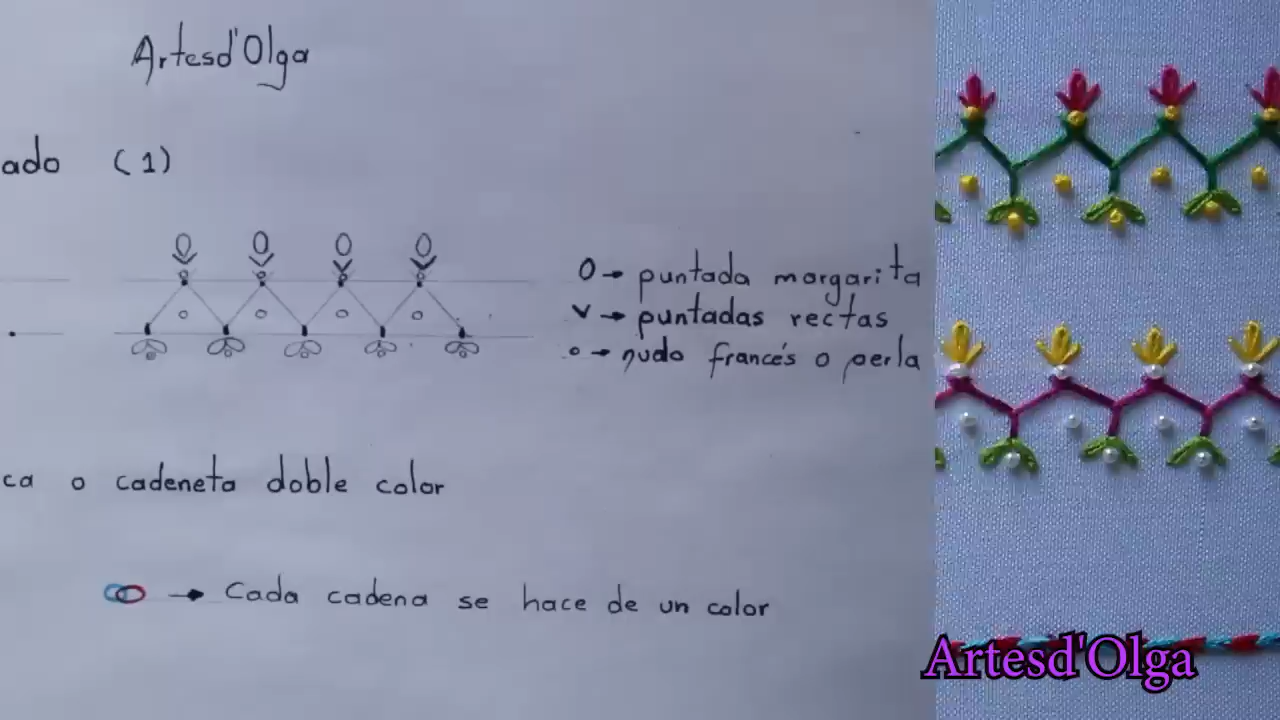 Artesd'Olga
ado (1)
O → puntada margarita
v → puntadas rectas
o → nudo francés o perla
ca o cadeneta doble color
→ Cada cadena se hace de un color
Artesd'Olga